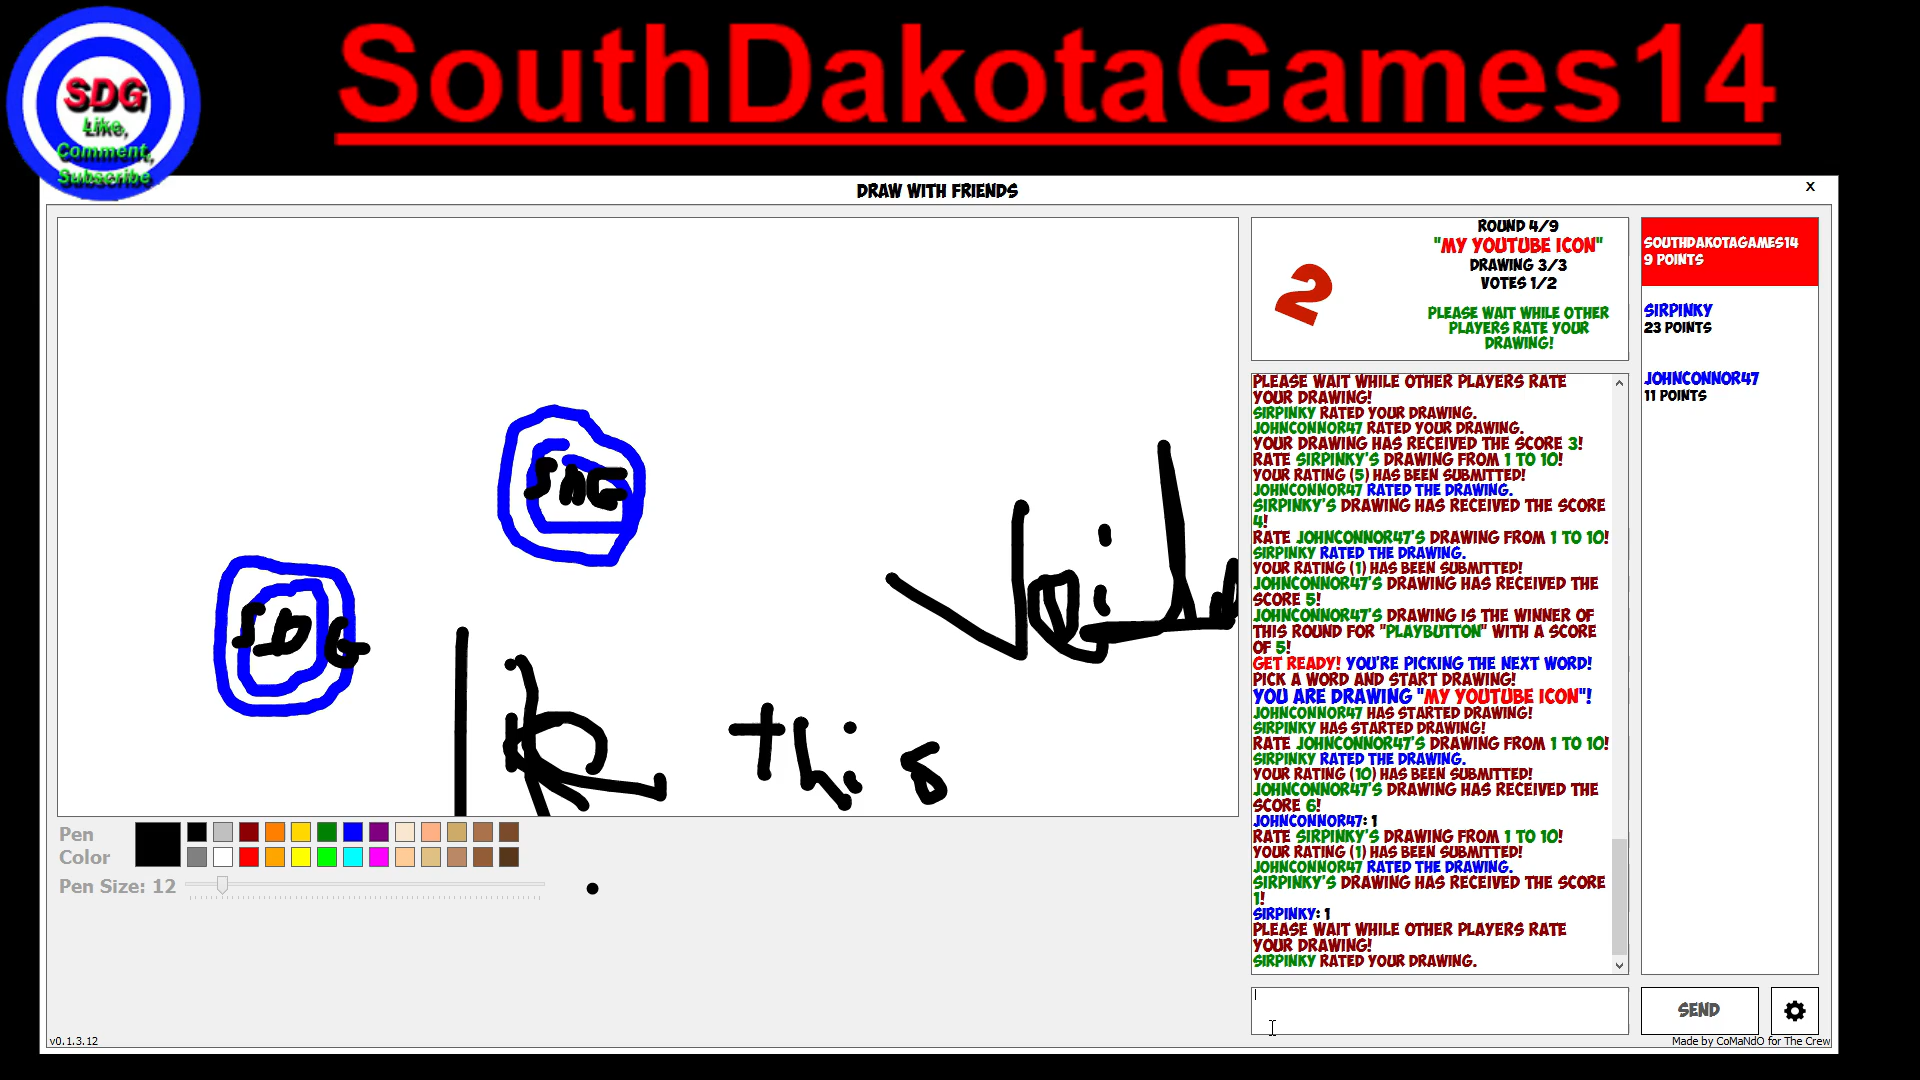 SouthDakotaGames14
SDG
Like,
Comment,
Subscribe
DRAW WITH FRIENDS
X
SDG
SDG
this
2
ROUND 4/9
"MY YOUTUBE ICON"
DRAWING 3/3
VOTES 1/2
PLEASE WAIT WHILE OTHER
PLAYERS RATE YOUR
DRAWING!
SOUTHDAKOTAGAMES14
9 POINTS
SIRPINKY
23 POINTS
JOHNCONNOR47
11 POINTS
PLEASE WAIT WHILE OTHER PLAYERS RATE
YOUR DRAWING!
SIRPINKY RATED YOUR DRAWING.
JOHNCONNOR47 RATED YOUR DRAWING.
YOUR DRAWING HAS RECEIVED THE SCORE 3!
RATE SIRPINKY'S DRAWING FROM 1 TO 10!
YOUR RATING (5) HAS BEEN SUBMITTED!
JOHNCONNOR47 RATED THE DRAWING.
SIRPINKY'S DRAWING HAS RECEIVED THE SCORE
4!
RATE JOHNCONNOR47'S DRAWING FROM 1 TO 10!
SIRPINKY RATED THE DRAWING.
YOUR RATING (1) HAS BEEN SUBMITTED!
JOHNCONNOR47'S DRAWING HAS RECEIVED THE
SCORE 5!
JOHNCONNOR47'S DRAWING IS THE WINNER OF
THIS ROUND FOR "PLAYBUTTON" WITH A SCORE
OF 5!
GET READY! YOU'RE PICKING THE NEXT WORD!
PICK A WORD AND START DRAWING!
YOU ARE DRAWING "MY YOUTUBE ICON"!
JOHNCONNOR47 HAS STARTED DRAWING!
SIRPINKY HAS STARTED DRAWING!
RATE JOHNCONNOR47'S DRAWING FROM 1 TO 10!
SIRPINKY RATED THE DRAWING.
YOUR RATING (10) HAS BEEN SUBMITTED!
JOHNCONNOR47'S DRAWING HAS RECEIVED THE
SCORE 6!
JOHNCONNOR47: 1
RATE SIRPINKY'S DRAWING FROM 1 TO 10!
YOUR RATING (1) HAS BEEN SUBMITTED!
JOHNCONNOR47 RATED THE DRAWING.
SIRPINKY'S DRAWING HAS RECEIVED THE SCORE
1!
SIRPINKY: 1
PLEASE WAIT WHILE OTHER PLAYERS RATE
YOUR DRAWING!
SIRPINKY RATED YOUR DRAWING.
Pen
Color
Pen Size: 12
SEND
v0.1.3.12
Made by CoMaNdO for The Crew